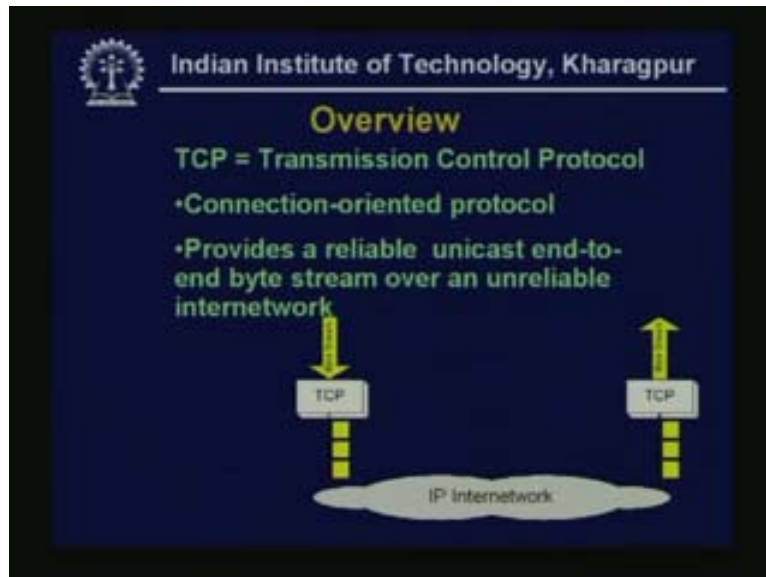 Indian Institute of Technology, Kharagpur
Overview
TCP = Transmission Control Protocol
•Connection-oriented protocol
•Provides a reliable unicast end-to-
end byte stream over an unreliable
internetwork
TCP
TCP
IP Internetwork